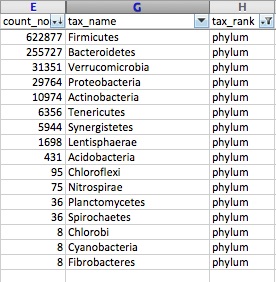 E G H
count_no tax_name tax_rank
622877 Firmicutes phylum
255727 Bacteroidetes phylum
31351 Verrucomicrobia phylum
29764 Proteobacteria phylum
10974 Actinobacteria phylum
6356 Tenericutes phylum
5944 Synergistetes phylum
1698 Lentisphaerae phylum
431 Acidobacteria phylum
95 Chloroflexi phylum
75 Nitrospirae phylum
36 Planctomycetes phylum
36 Spirochaetes phylum
8 Chlorobi phylum
8 Cyanobacteria phylum
8 Fibrobacteres phylum